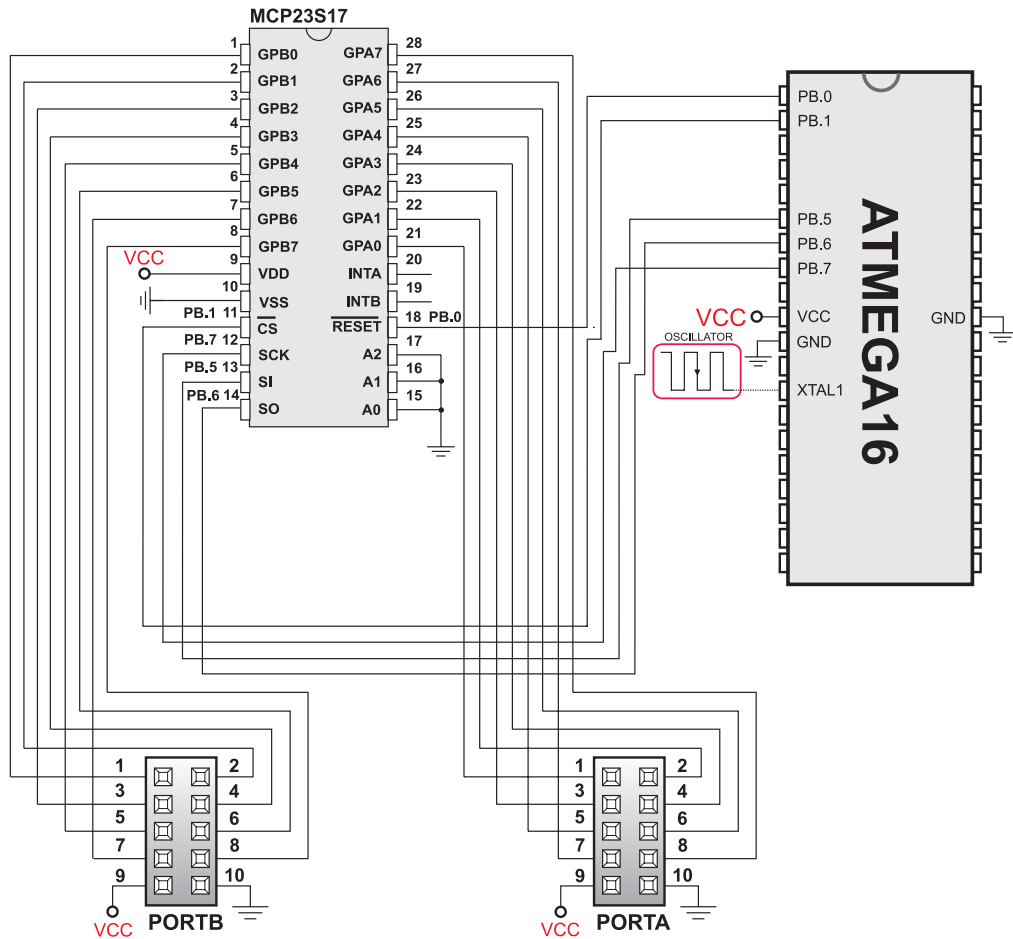 MCP23S17
1 GPB0 GPA7 28
2 GPB1 GPA6 27
3 GPB2 GPA5 26
4 GPB3 GPA4 25
5 GPB4 GPA3 24
6 GPB5 GPA2 23
7 GPB6 GPA1 22
8 GPB7 GPA0 21
VCC 9 VDD INTA 20
10 VSS INTB 19
PB.1 11 CS RESET 18 PB.0
PB.7 12 SCK A2 17
PB.5 13 SI A1 16
PB.6 14 SO A0 15
ATMEGA16
PB.0
PB.1
PB.5
PB.6
PB.7
VCC VCC GND
OSCILLATOR GND
XTAL1
1 2
3 4
5 6
7 8
9 10
VCC PORTB
1 2
3 4
5 6
7 8
9 10
VCC PORTA